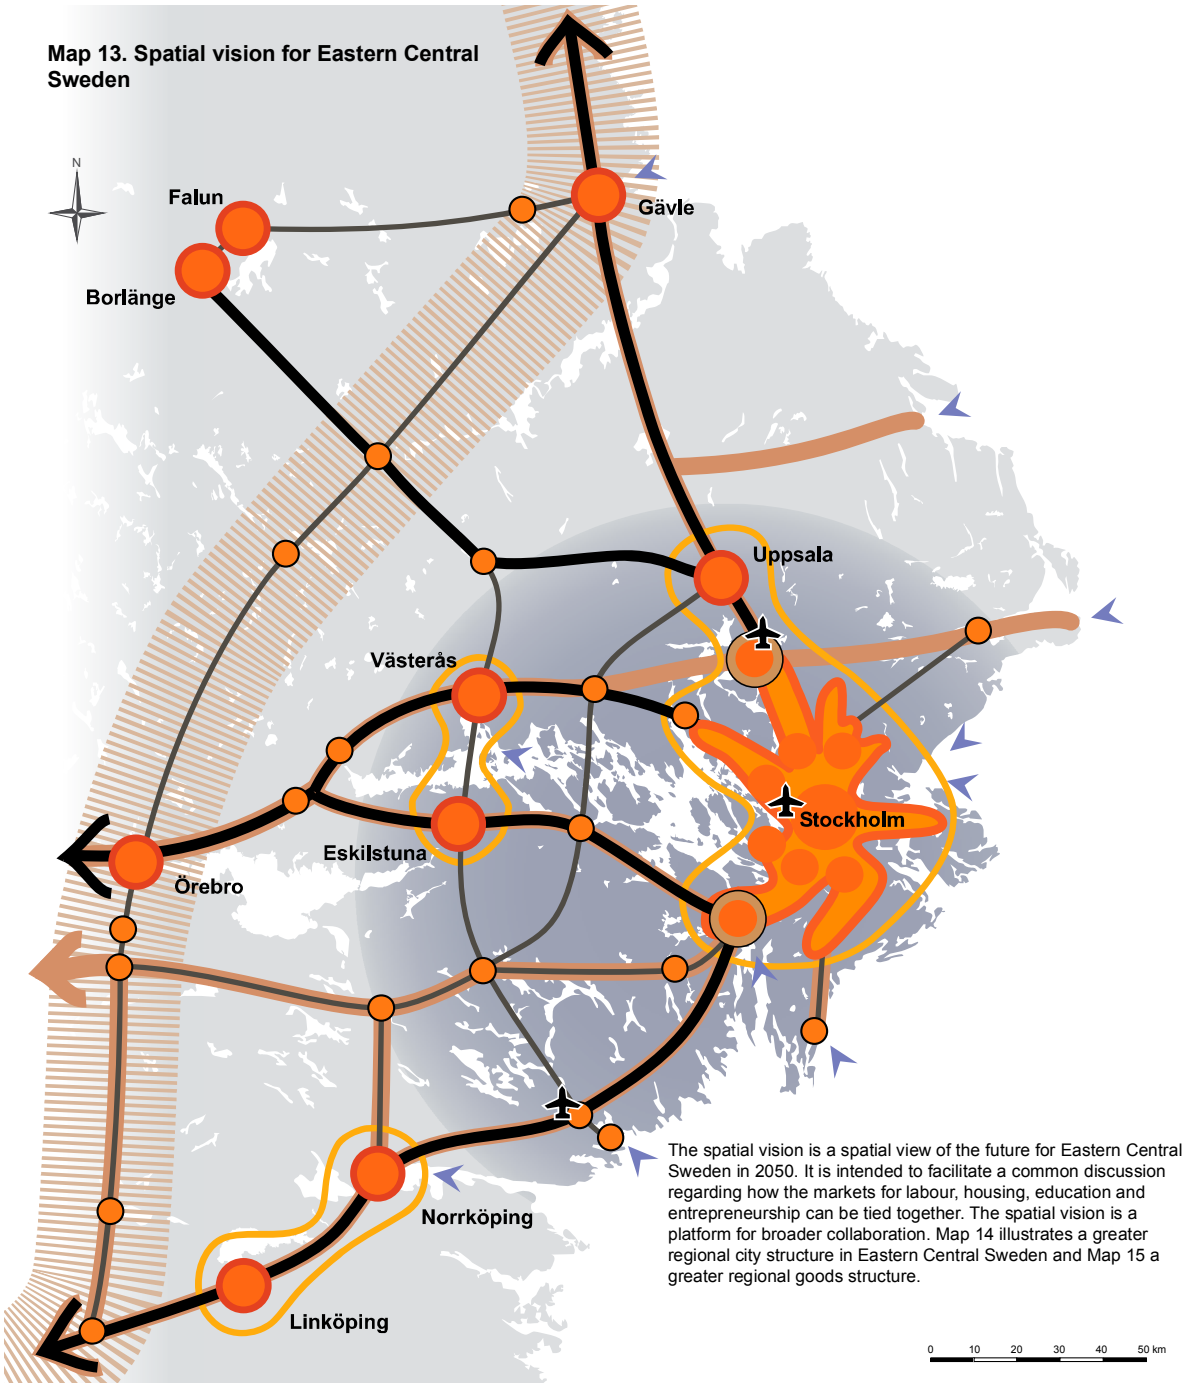 Map 13. Spatial vision for Eastern Central
Sweden
N
Falun
Gävle
Borlänge
Uppsala
Västerås
Stockholm
Eskilstuna
Örebro
The spatial vision is a spatial view of the future for Eastern Central
Sweden in 2050. It is intended to facilitate a common discussion
regarding how the markets for labour, housing, education and
entrepreneurship can be tied together. The spatial vision is a
platform for broader collaboration. Map 14 illustrates a greater
regional city structure in Eastern Central Sweden and Map 15 a
greater regional goods structure.
Norrköping
Linköping
0 10 20 30 40 50 km